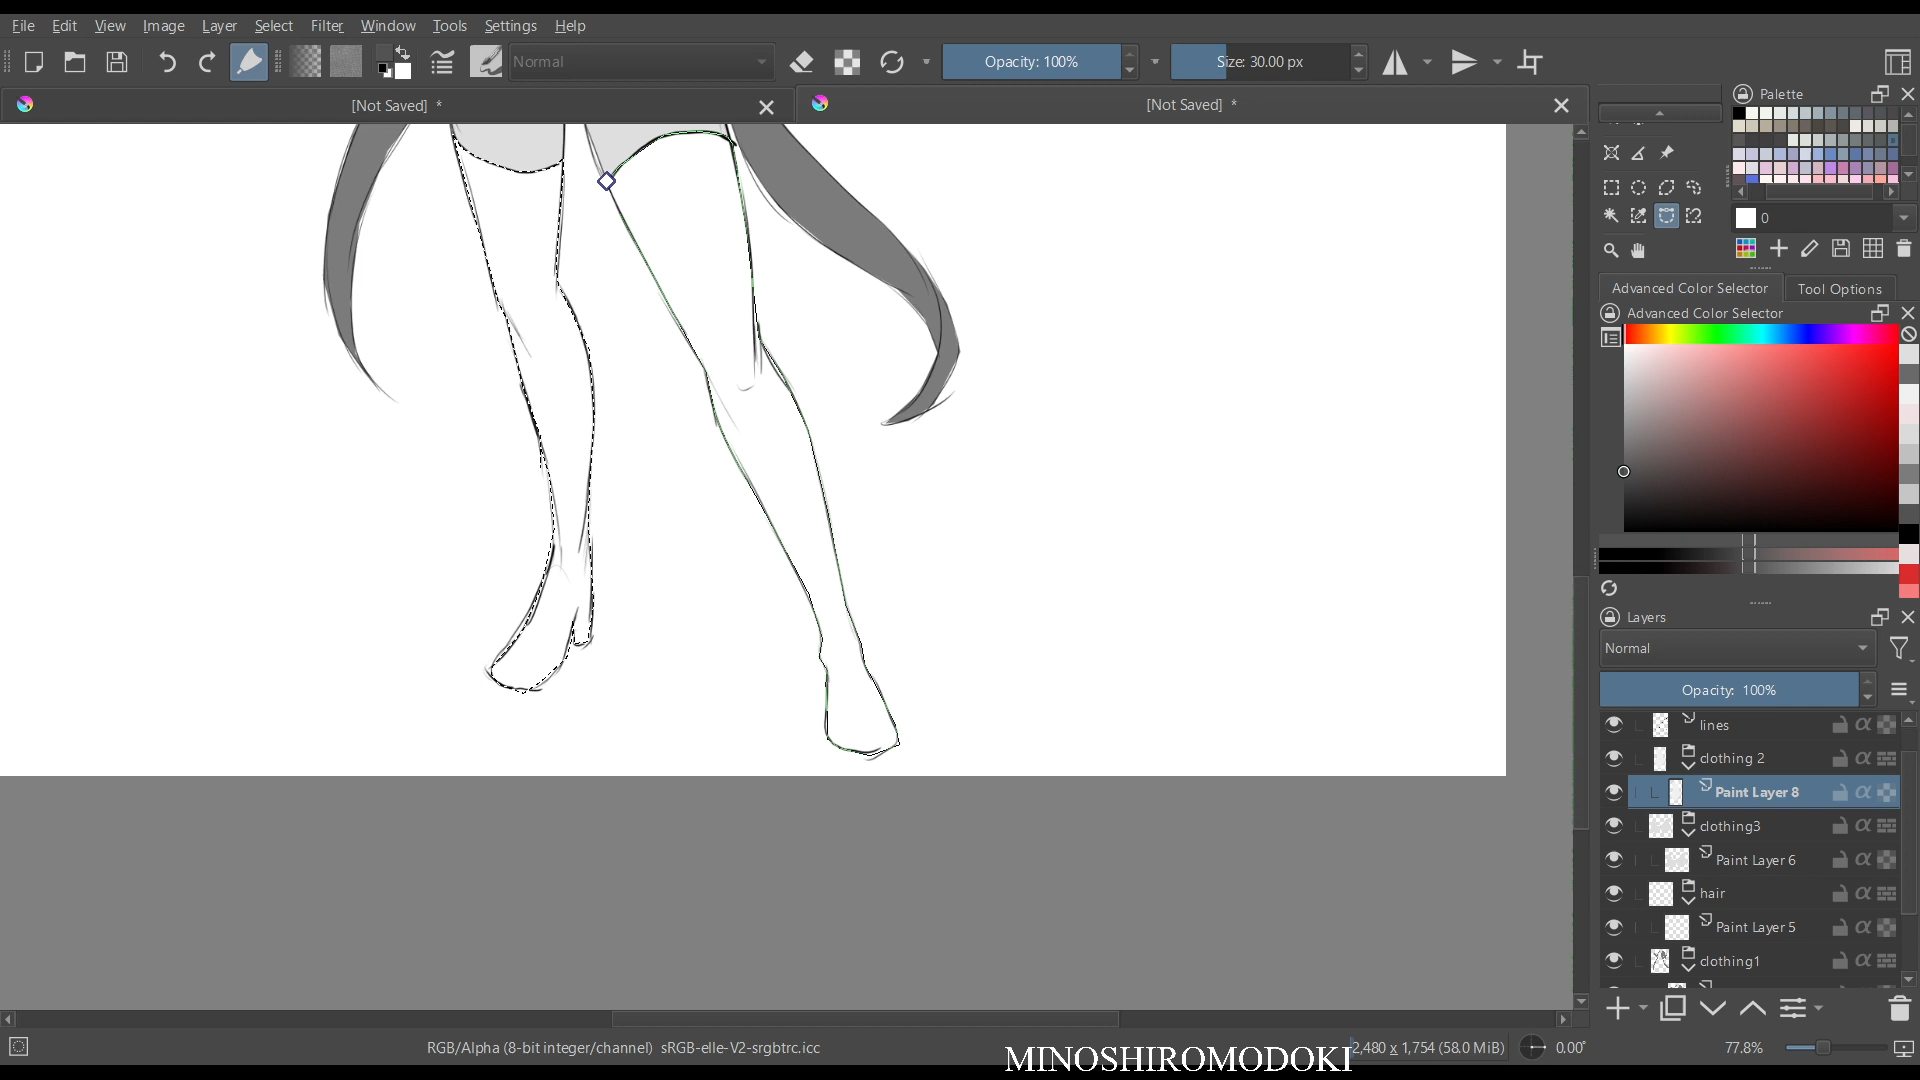 File Edit View Image Layer Select Filter Link Window Tools Settings Help
Normal Opacity: 100% Size: 30.00 px
[Not Saved] * [Not Saved] *
Palette
0
Advanced Color Selector Tool Options
Advanced Color Selector
Layers
Normal
Opacity: 100%
lines
clothing 2
Paint Layer 8
clothing3
Paint Layer 6
hair
Paint Layer 5
clothing1
RGB/Alpha (8-bit integer/channel) sRGB-elle-V2-srgbtrc.icc 2,480 x 1,754 (58.0 MiB) 0.00° 77.8%
MINOSHIROMODOKI